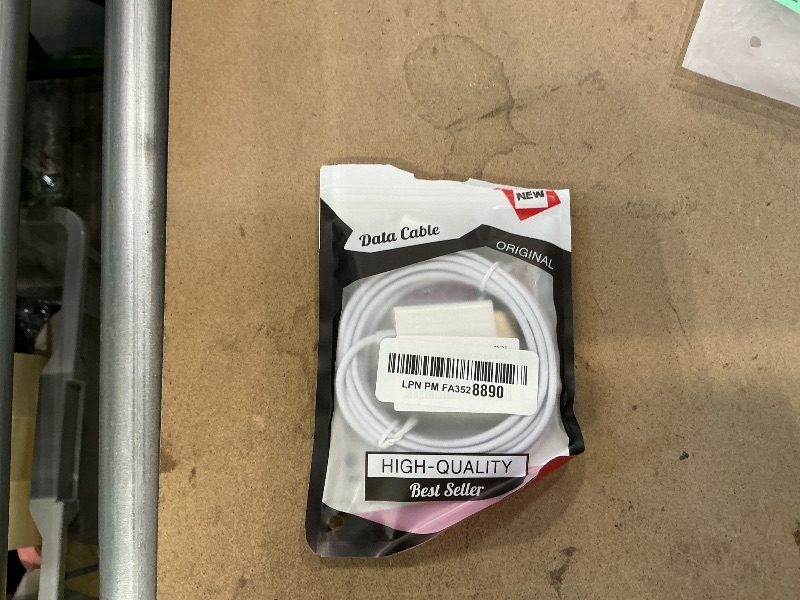 NEW
Data Cable
ORIGINAL
LPN PM FA3528890
HIGH-QUALITY
Best Seller